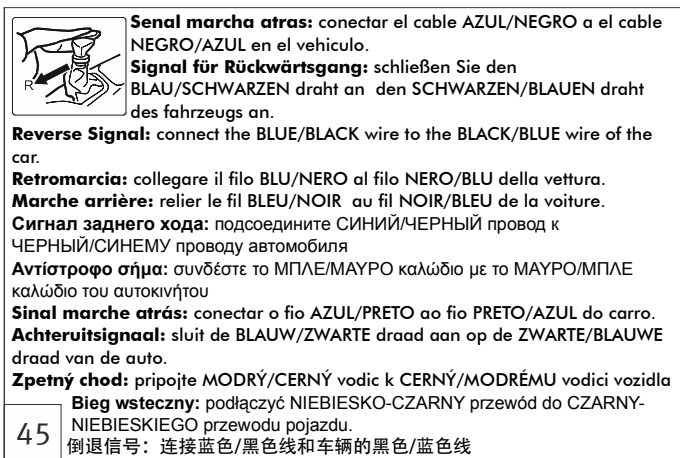 R
Senal marcha atras: conectar el cable AZUL/NEGRO a el cable
NEGRO/AZUL en el vehiculo.
Signal für Rückwärtsgang: schließen Sie den
BLAU/SCHWARZEN draht an den SCHWARZEN/BLAUEN draht
des fahrzeugs an.
Reverse Signal: connect the BLUE/BLACK wire to the BLACK/BLUE wire of the
car.
Retromarcia: collegare il filo BLU/NERO al filo NERO/BLU della vettura.
Marche arrière: relier le fil BLEU/NOIR au fil NOIR/BLEU de la voiture.
Сигнал заднего хода: подсоедините СИНИЙ/ЧЕРНЫЙ провод к
ЧЕРНЫЙ/СИНЕМУ проводу автомобиля
Αντίστροφο σήμα: συνδέστε το ΜΠΛΕ/ΜΑΥΡΟ καλώδιο με το ΜΑΥΡΟ/ΜΠΛΕ
καλώδιο του αυτοκινήτου
Sinal marche atrás: conectar o fio AZUL/PRETO ao fio PRETO/AZUL do carro.
Achteruitsignaal: sluit de BLAUW/ZWARTE draad aan op de ZWARTE/BLAUWE
draad van de auto.
Zpetný chod: pripojte MODRÝ/CERNÝ vodic k CERNÝ/MODRÉMU vodici vozidla
Bieg wsteczny: podłączyć NIEBIESKO-CZARNY przewód do CZARNY-
NIEBIESKIEGO przewodu pojazdu.
倒退信号：连接蓝色/黑色线和车辆的黑色/蓝色线
45